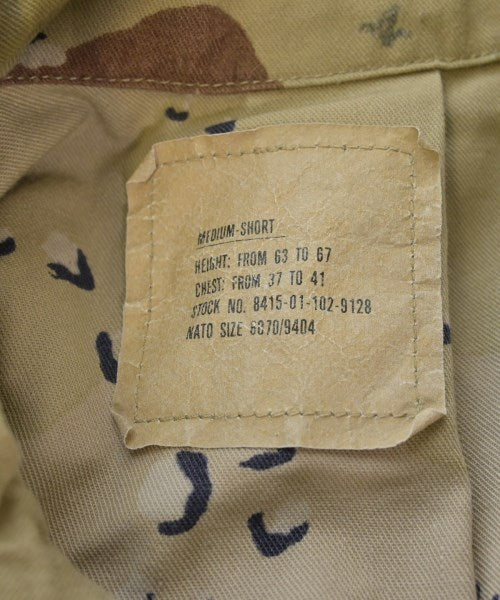 MEDIUM-SHORT
HEIGHT: FROM 63 TO 67
CHEST: FROM 37 TO 41
STOCK NO. 8415-01-102-9128
NATO SIZE 6070/9404